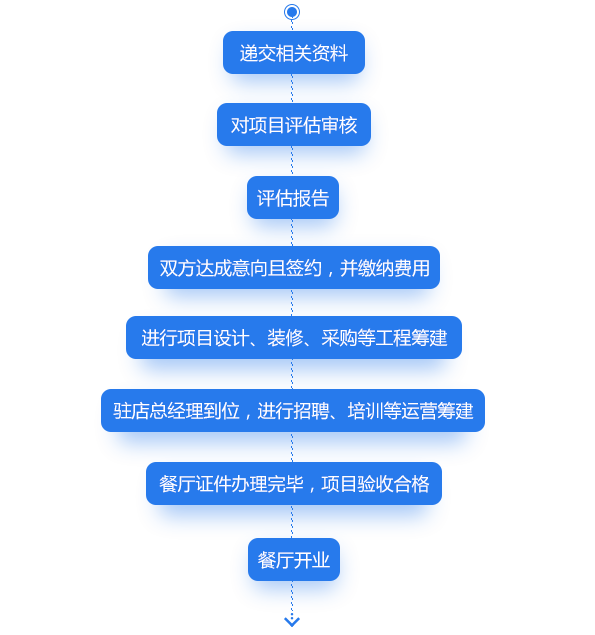 递交相关资料
对项目评估审核
评估报告
双方达成意向且签约，并缴纳费用
进行项目设计、装修、采购等工程筹建
驻店总经理到位，进行招聘、培训等运营筹建
餐厅证件办理完毕，项目验收合格
餐厅开业